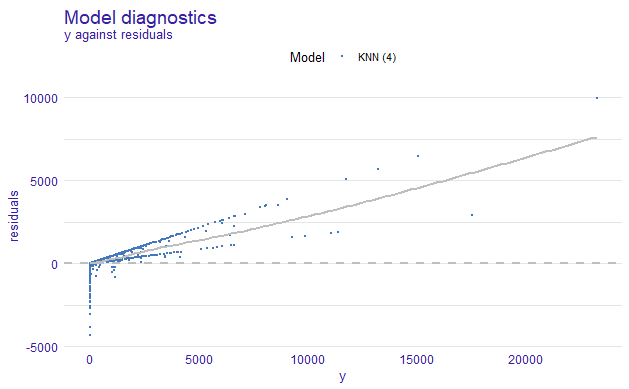 Model diagnostics
y against residuals
Model KNN (4)
10000
5000
0
-5000
residuals
0 5000 10000 15000 20000
y